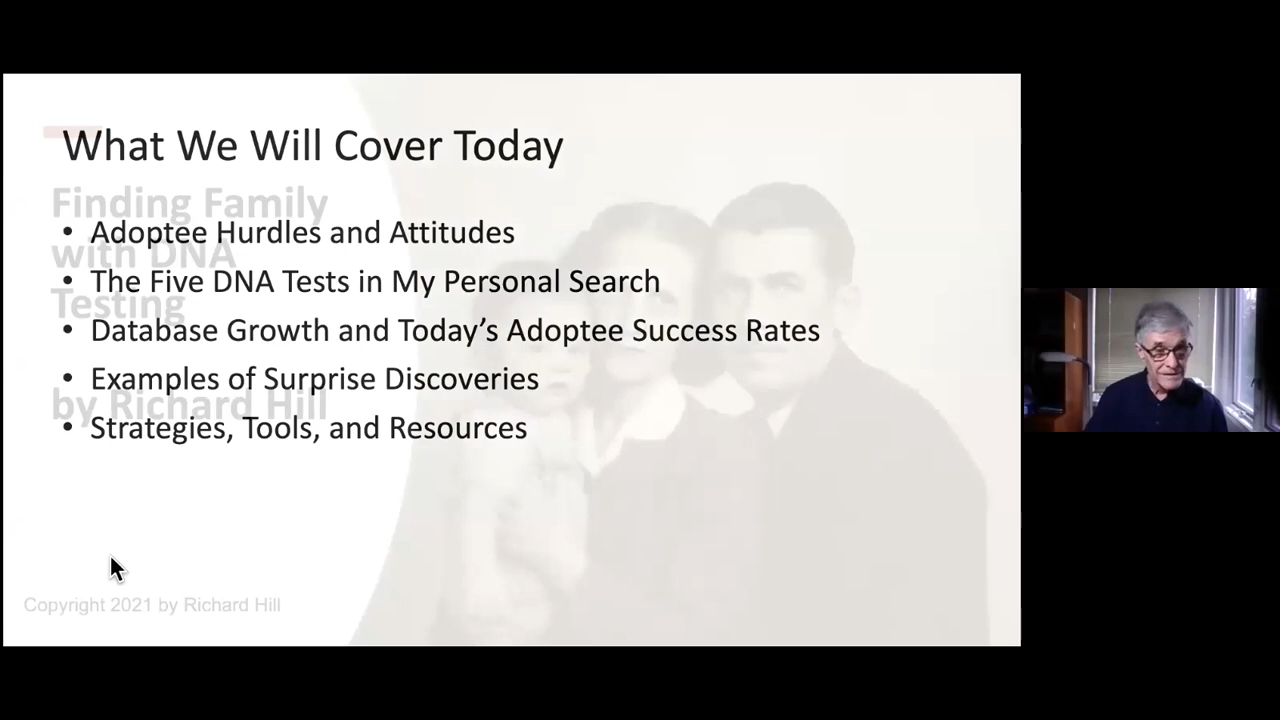 What We Will Cover Today
Finding Family
with DNA
Testing
by Richard Hill
• Adoptee Hurdles and Attitudes
• The Five DNA Tests in My Personal Search
• Database Growth and Today’s Adoptee Success Rates
• Examples of Surprise Discoveries
• Strategies, Tools, and Resources
Copyright 2021 by Richard Hill